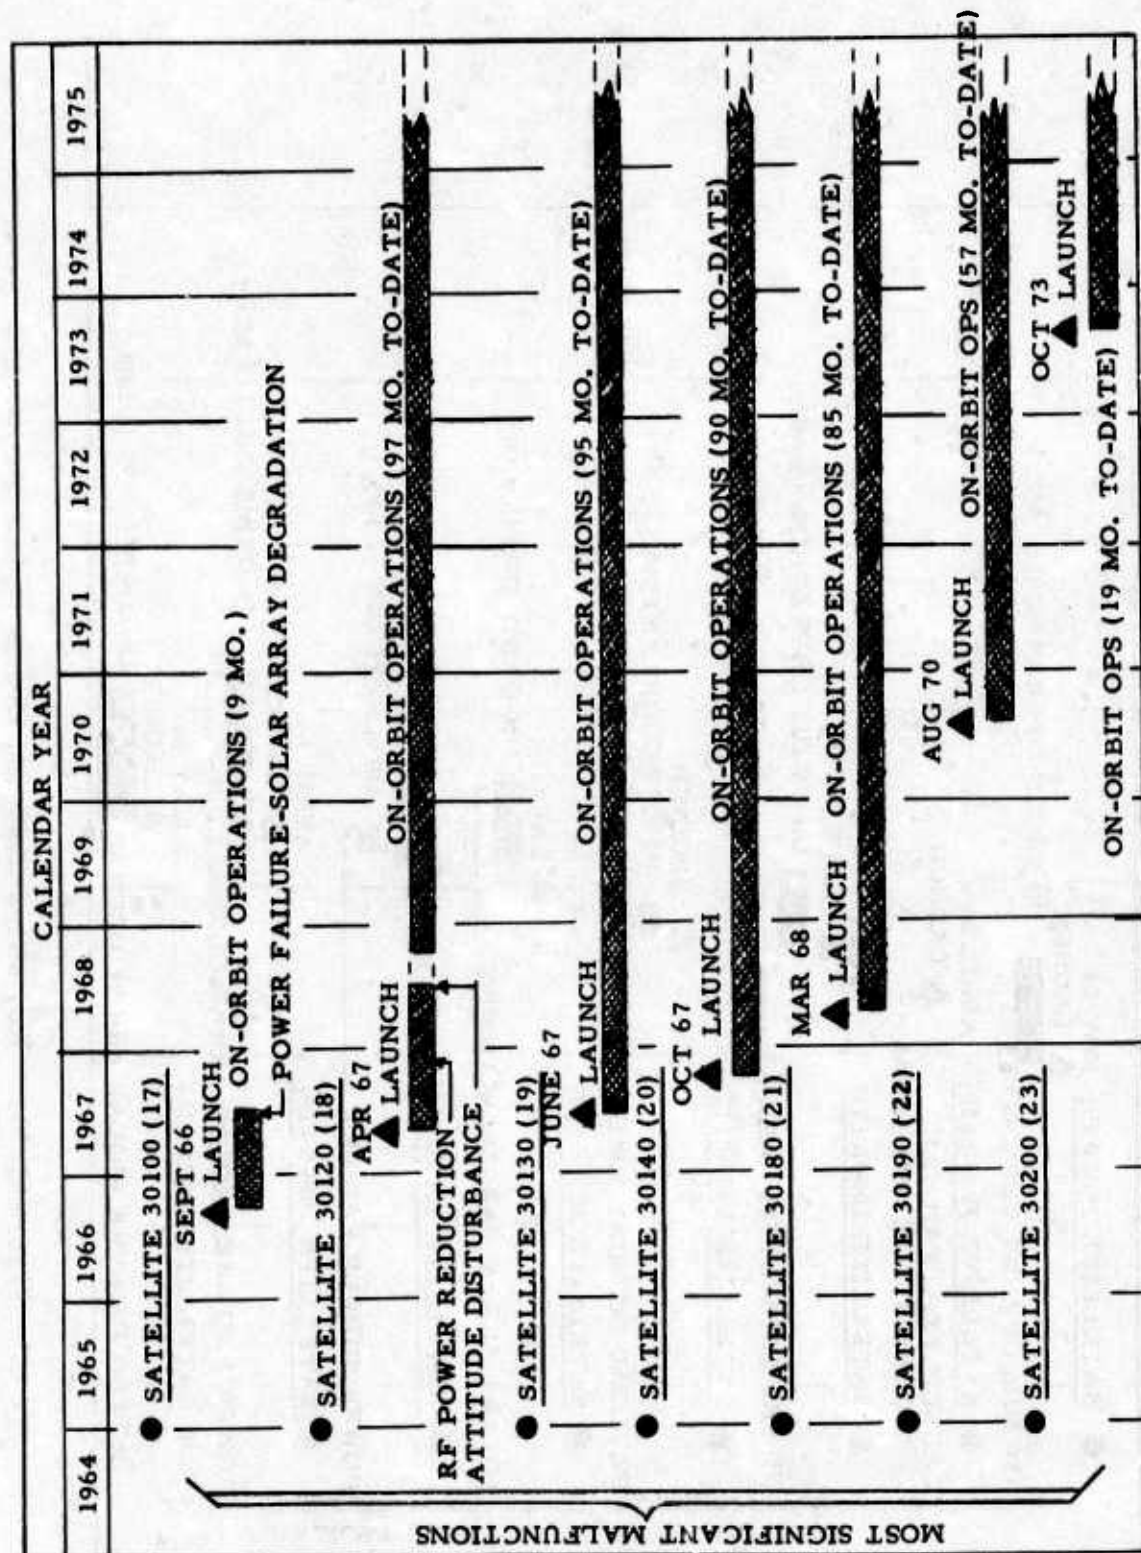 CALENDAR YEAR
1964 1965 1966 1967 1968 1969 1970 1971 1972 1973 1974 1975
MOST SIGNIFICANT MALFUNCTIONS
● SATELLITE 30100 (17)
SEPT 66
▲ LAUNCH
ON-ORBIT OPERATIONS (9 MO.)
POWER FAILURE-SOLAR ARRAY DEGRADATION
● SATELLITE 30120 (18)
APR 67
▲ LAUNCH
ON-ORBIT OPERATIONS (97 MO. TO-DATE)
RF POWER REDUCTION
ATTITUDE DISTURBANCE
● SATELLITE 30130 (19)
JUNE 67
▲ LAUNCH
ON-ORBIT OPERATIONS (95 MO. TO-DATE)
● SATELLITE 30140 (20)
OCT 67
▲ LAUNCH
ON-ORBIT OPERATIONS (90 MO. TO-DATE)
● SATELLITE 30180 (21)
MAR 68
▲ LAUNCH
ON-ORBIT OPERATIONS (85 MO. TO-DATE)
● SATELLITE 30190 (22)
AUG 70
▲ LAUNCH
ON-ORBIT OPS (57 MO. TO-DATE)
● SATELLITE 30200 (23)
OCT 73
▲ LAUNCH
ON-ORBIT OPS (19 MO. TO-DATE)